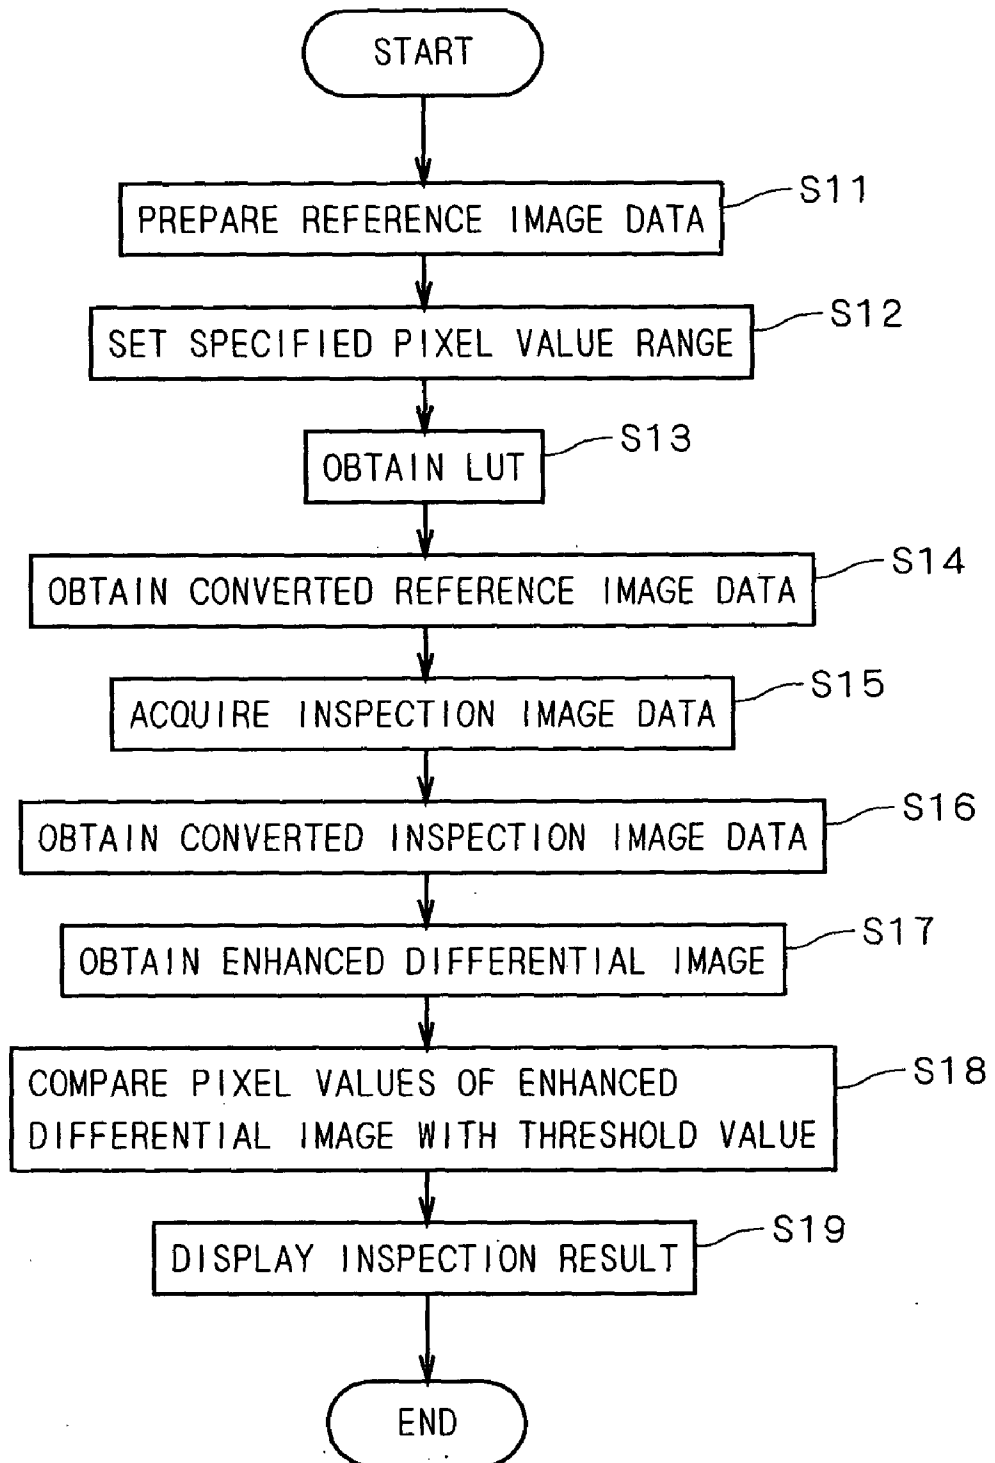 START
S11
PREPARE REFERENCE IMAGE DATA
S12
SET SPECIFIED PIXEL VALUE RANGE
S13
OBTAIN LUT
S14
OBTAIN CONVERTED REFERENCE IMAGE DATA
S15
ACQUIRE INSPECTION IMAGE DATA
S16
OBTAIN CONVERTED INSPECTION IMAGE DATA
S17
OBTAIN ENHANCED DIFFERENTIAL IMAGE
S18
COMPARE PIXEL VALUES OF ENHANCED
DIFFERENTIAL IMAGE WITH THRESHOLD VALUE
S19
DISPLAY INSPECTION RESULT
END